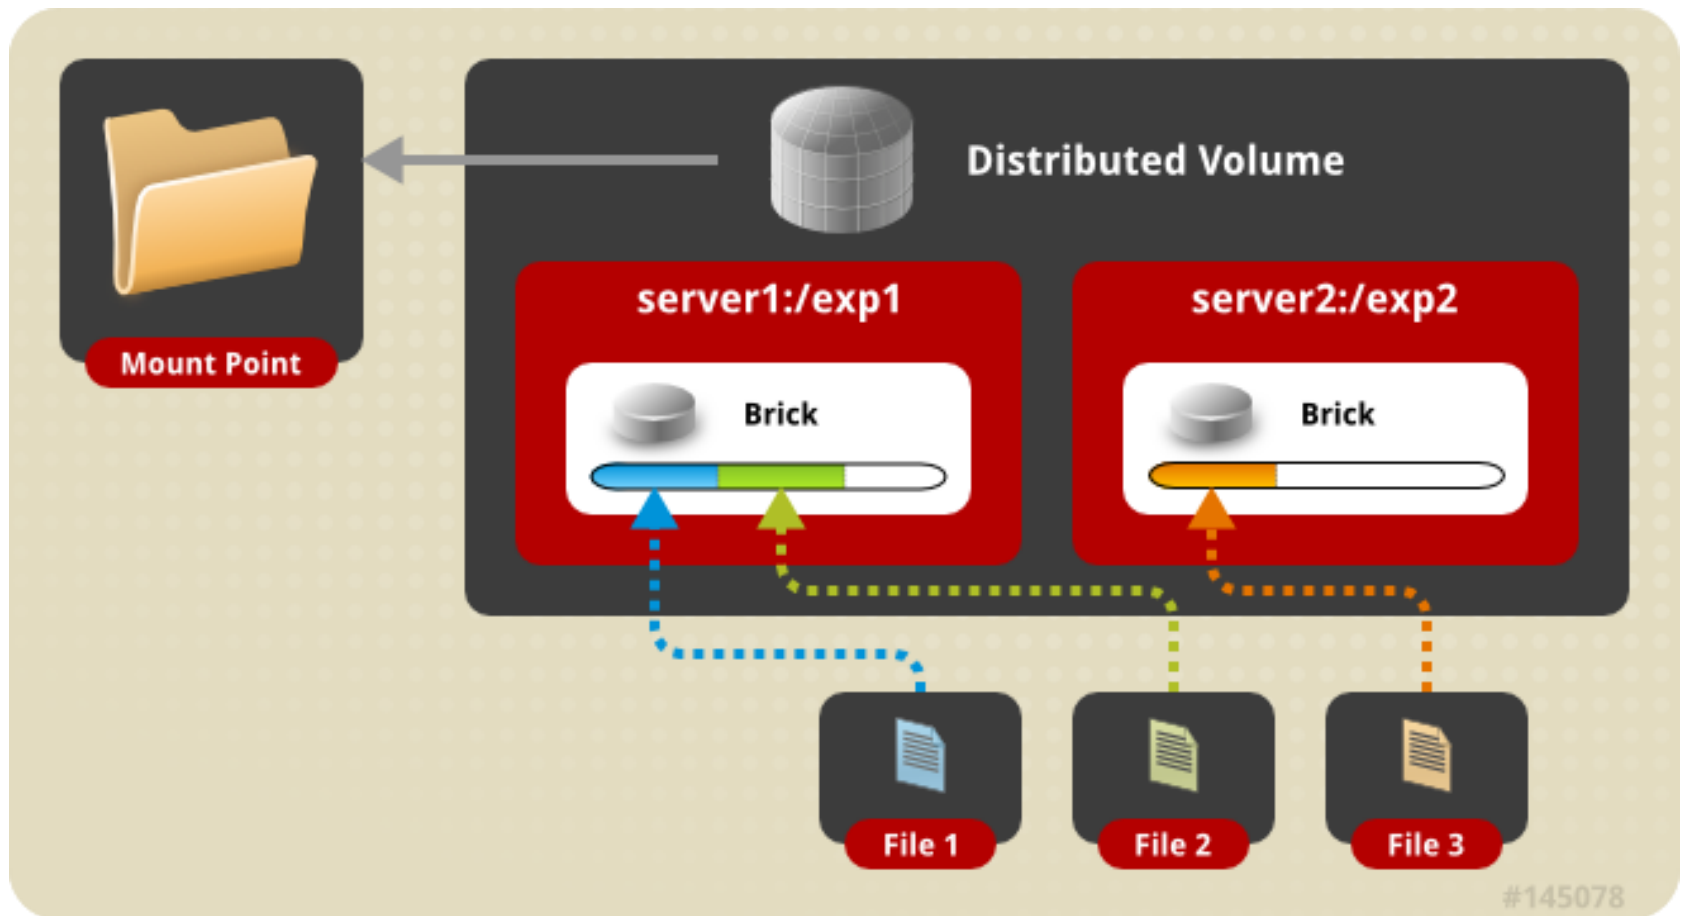 Distributed Volume
server1:/exp1
server2:/exp2
Mount Point
Brick
Brick
File 1
File 2
File 3
#145078